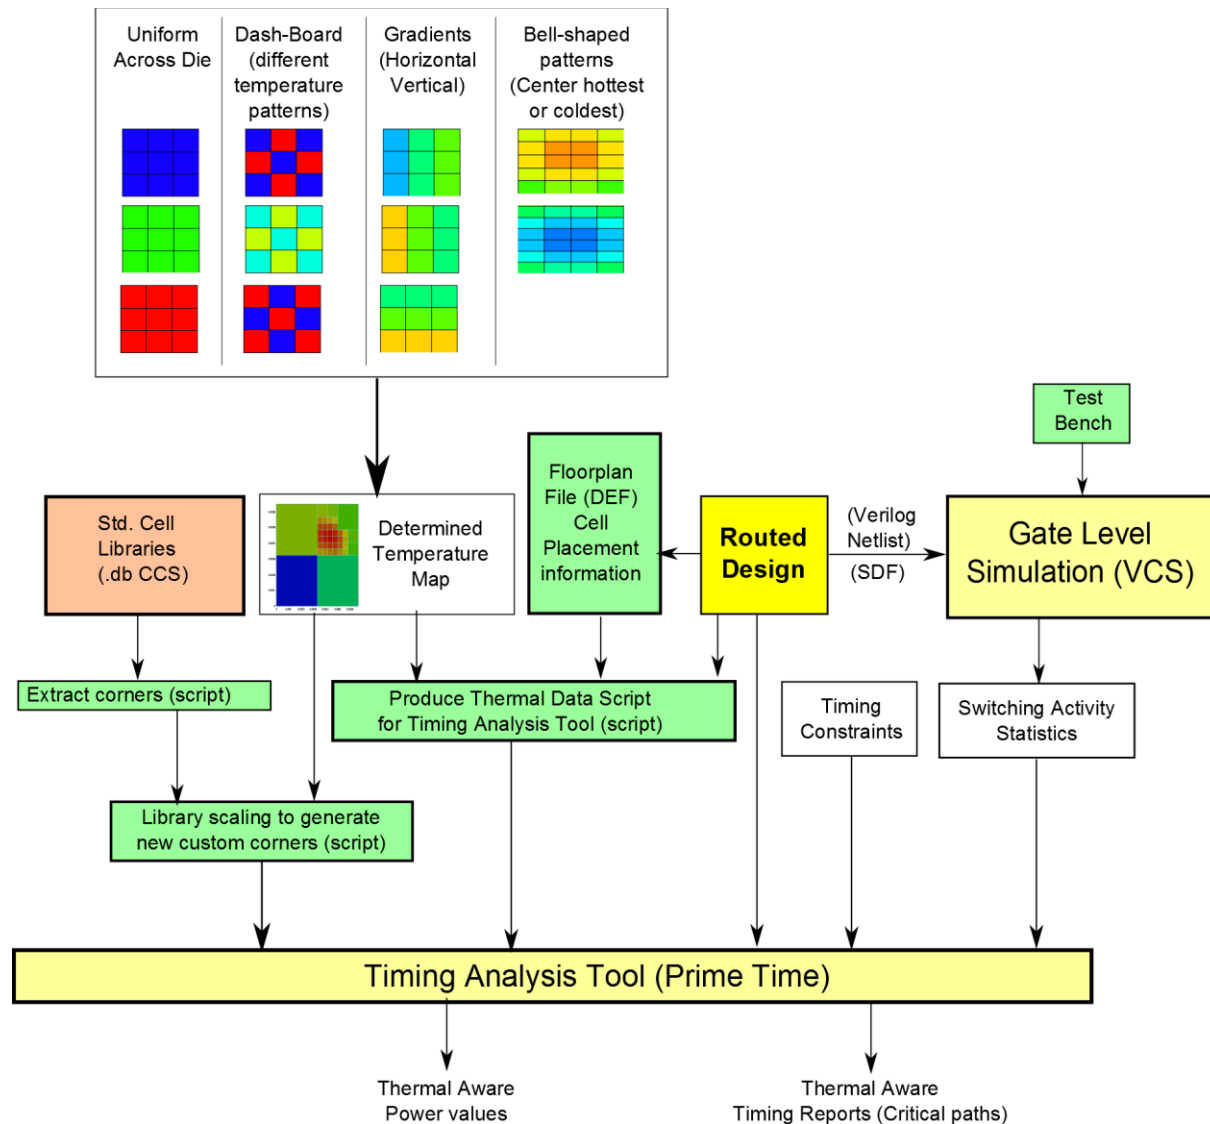 Uniform
Across Die
Dash-Board
(different
temperature
patterns)
Gradients
(Horizontal
Vertical)
Bell-shaped
patterns
(Center hottest
or coldest)
Test
Bench
Std. Cell
Libraries
(.db CCS)
Determined
Temperature
Map
Floorplan
File (DEF)
Cell
Placement
information
Routed
Design
(Verilog
Netlist)
(SDF)
Gate Level
Simulation (VCS)
Extract corners (script)
Produce Thermal Data Script
for Timing Analysis Tool (script)
Timing
Constraints
Switching Activity
Statistics
Library scaling to generate
new custom corners (script)
Timing Analysis Tool (Prime Time)
Thermal Aware
Power values
Thermal Aware
Timing Reports (Critical paths)